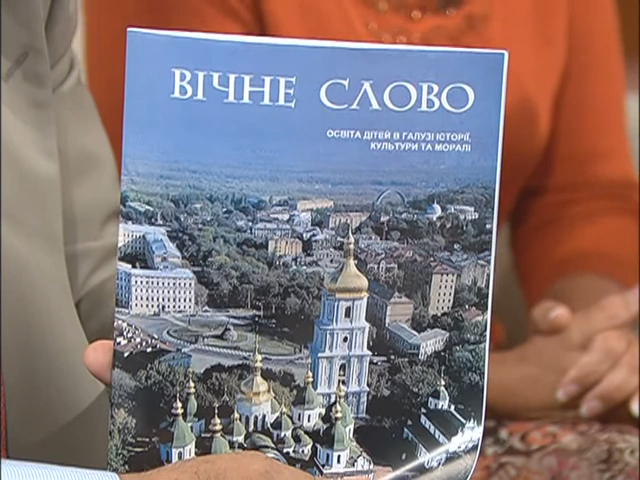 ВІЧНЕ СЛОВО
ОСВІТА ДІТЕЙ В ГАЛУЗІ ІСТОРІЇ,
КУЛЬТУРИ ТА МОРАЛІ